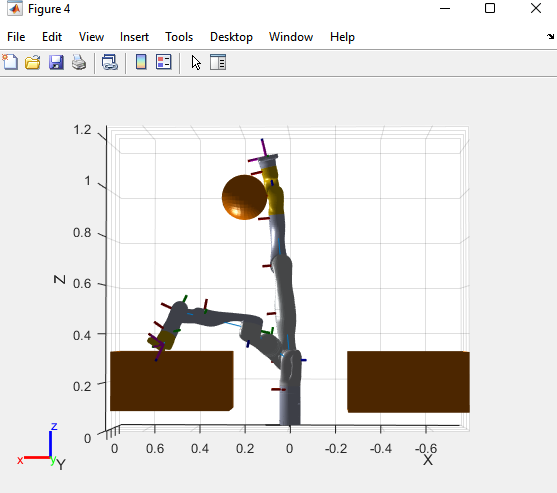 Figure 4
File Edit View Insert Tools Desktop Window Help
1.2
1
0.8
0.6
0.4
0.2
0
Z
0 0.6 0.4 0.2 0 -0.2 -0.4 -0.6
X
Y
z
x
y